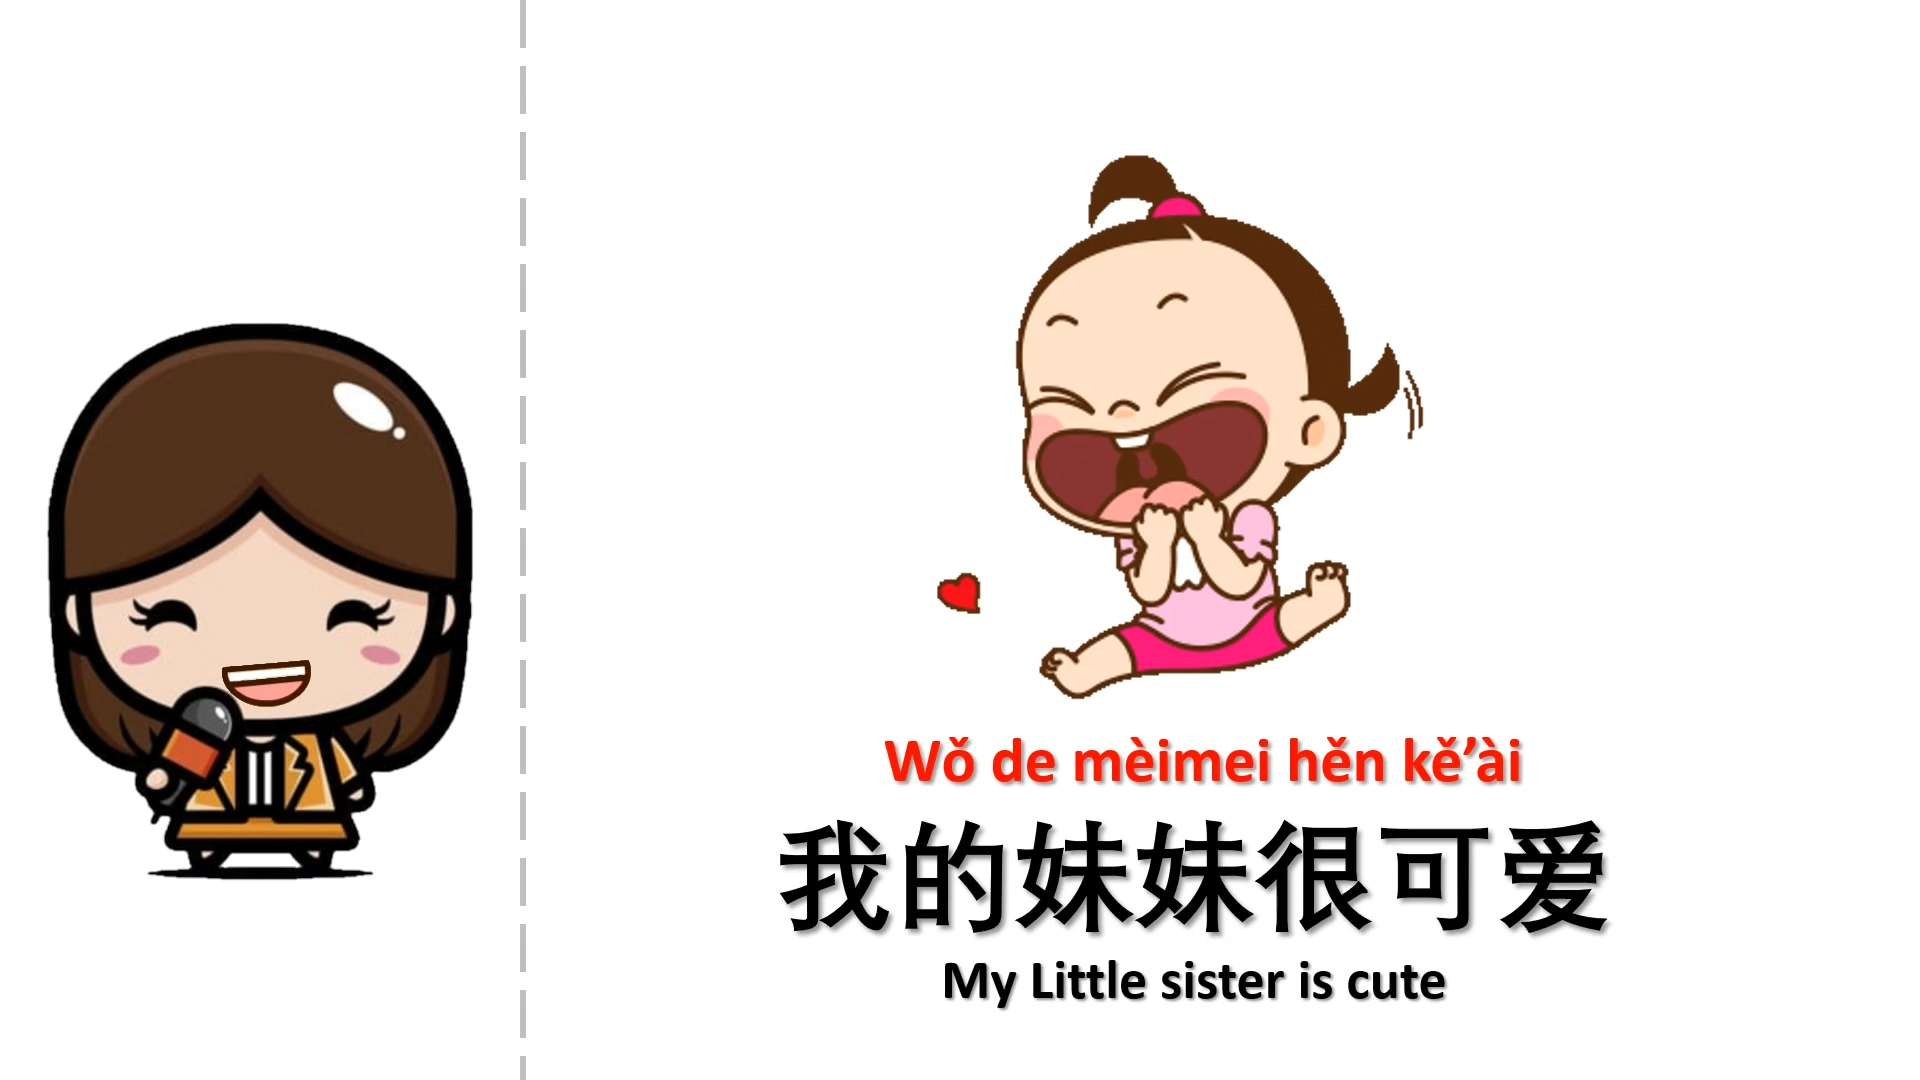 Wǒ de mèimei hěn kě’ài
我的妹妹很可爱
My Little sister is cute